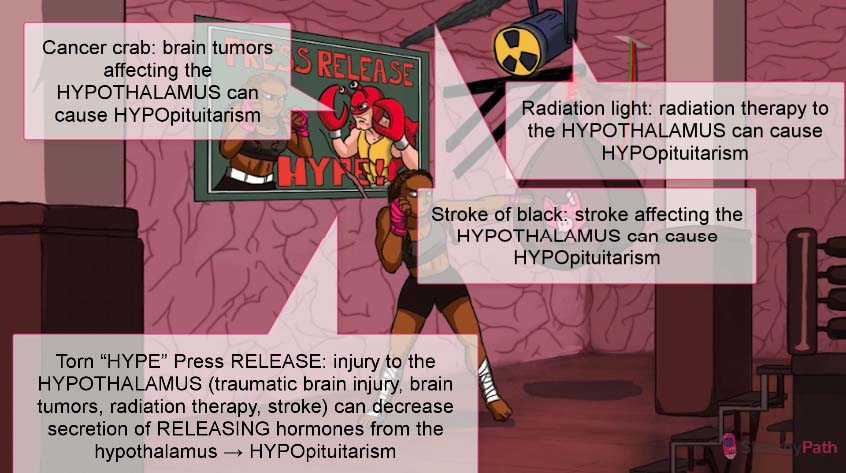 Cancer crab: brain tumors
affecting the
HYPOTHALAMUS can
cause HYPOpituitarism
PRESS RELEASE
HYPE!!
Radiation light: radiation therapy to
the HYPOTHALAMUS can cause
HYPOpituitarism
Stroke of black: stroke affecting the
HYPOTHALAMUS can cause
HYPOpituitarism
Torn “HYPE” Press RELEASE: injury to the
HYPOTHALAMUS (traumatic brain injury, brain
tumors, radiation therapy, stroke) can decrease
secretion of RELEASING hormones from the
hypothalamus → HYPOpituitarism
SketchyPath